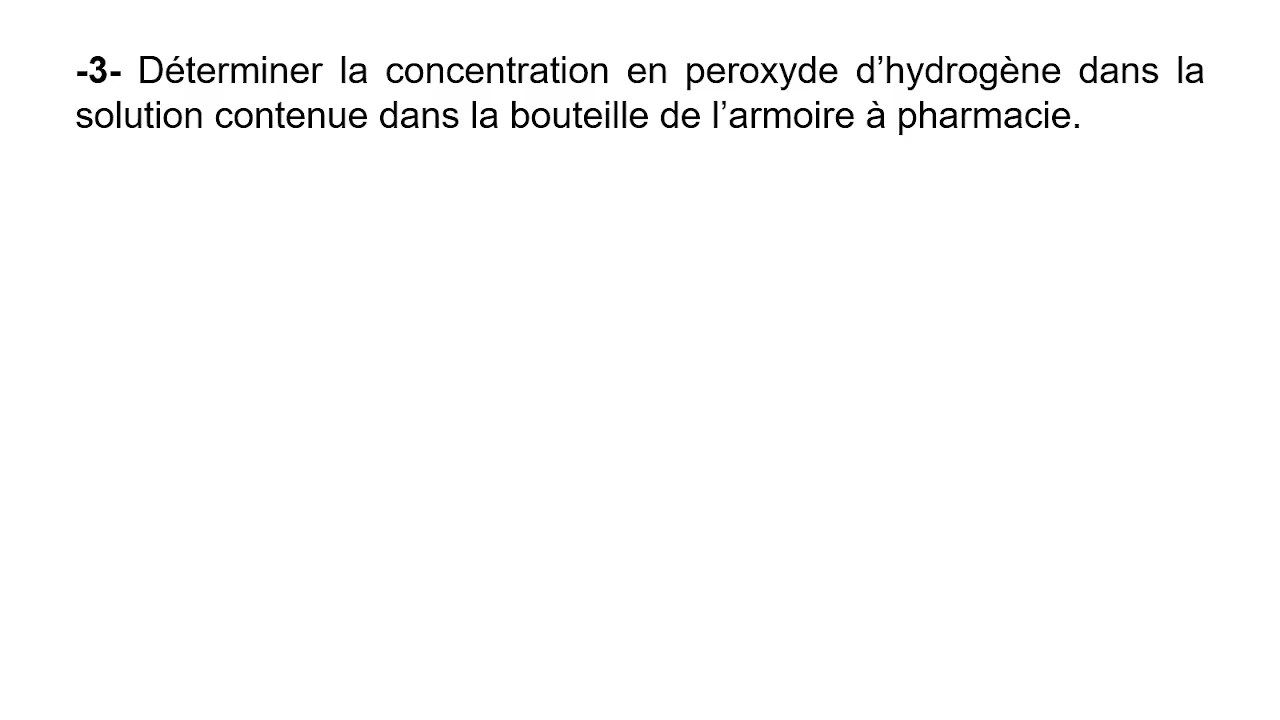 -3- Déterminer la concentration en peroxyde d’hydrogène dans la
solution contenue dans la bouteille de l’armoire à pharmacie.